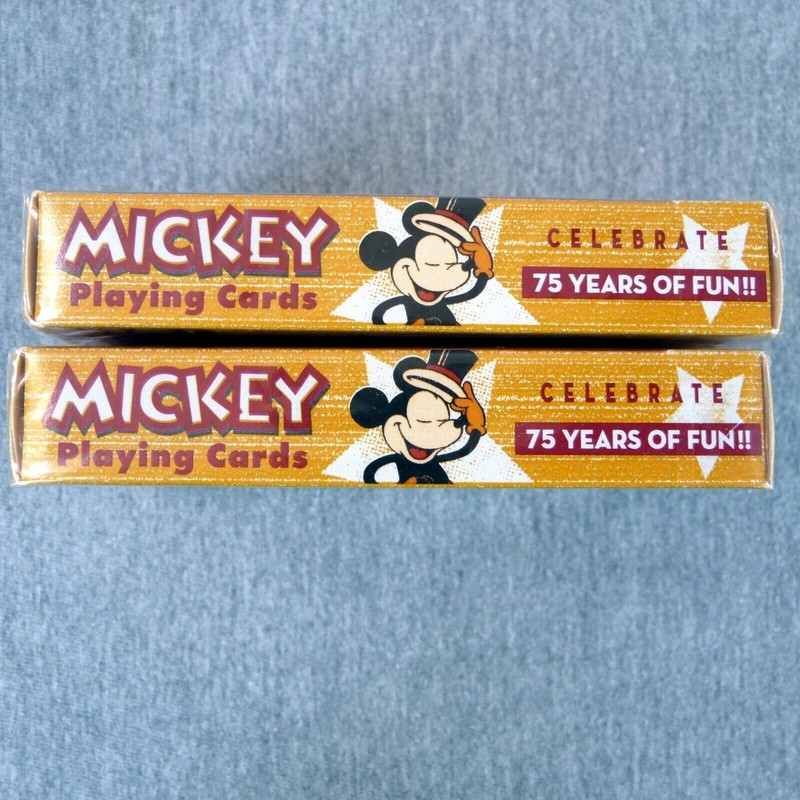 MICKEY
Playing Cards
CELEBRATE
75 YEARS OF FUN!!
MICKEY
Playing Cards
CELEBRATE
75 YEARS OF FUN!!